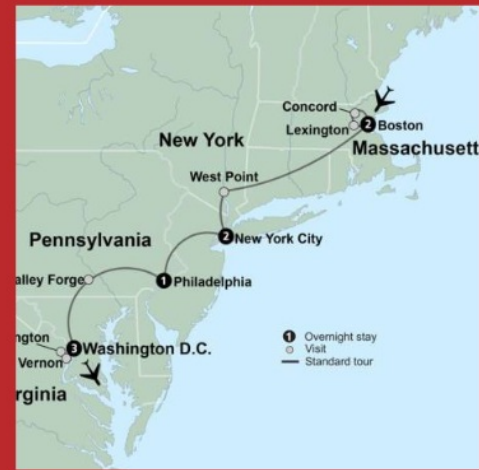 Concord
Lexington
2
Boston
New York
Massachusett
West Point
Pennsylvania
2
New York City
alley Forge
1
Philadelphia
ngton
3
Washington D.C.
Vernon
rginia
1 Overnight stay
Visit
Standard tour